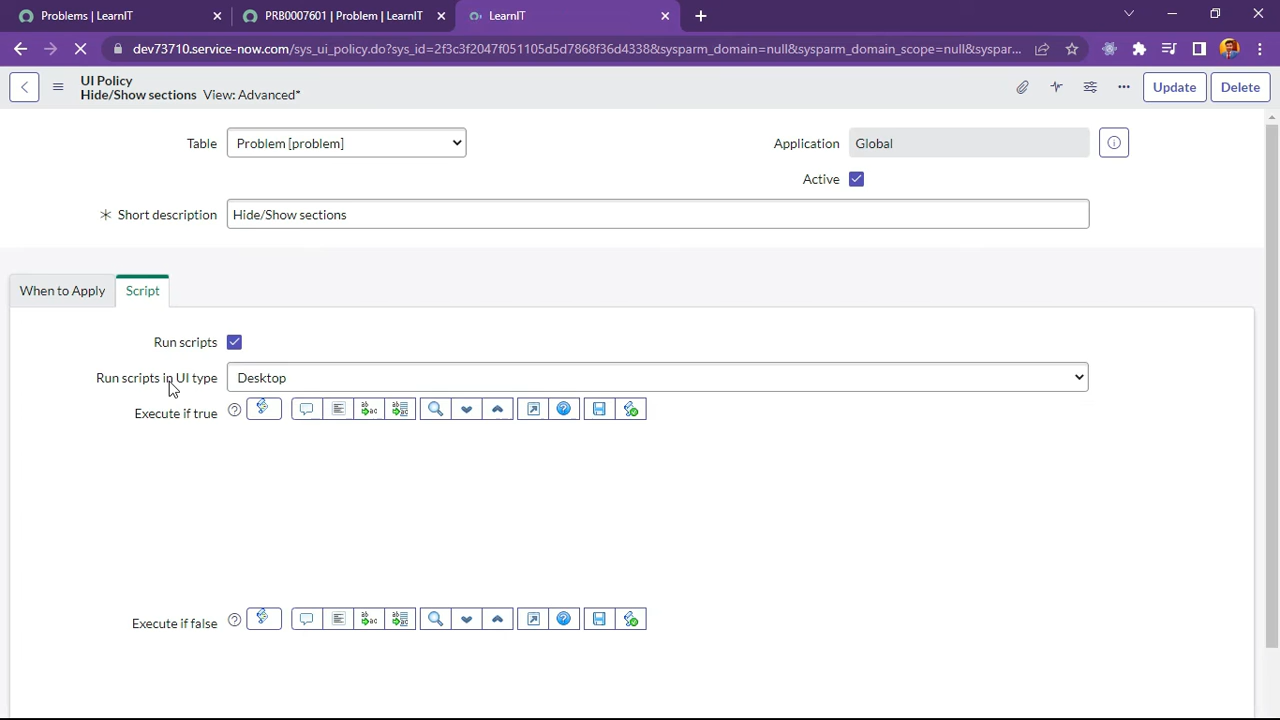 Problems | LearnIT
PRB0007601 | Problem | LearnIT
LearnIT
dev73710.service-now.com/sys_ui_policy.do?sys_id=2f3c3f2047f051105d5d7868f36d4338&sysparm_domain=null&sysparm_domain_scope=null&syspar...
UI Policy
Hide/Show sections View: Advanced*
Update
Delete
Table
Problem [problem]
Application
Global
Active
Short description
Hide/Show sections
When to Apply
Script
Run scripts
Run scripts in UI type
Desktop
Execute if true
Execute if false